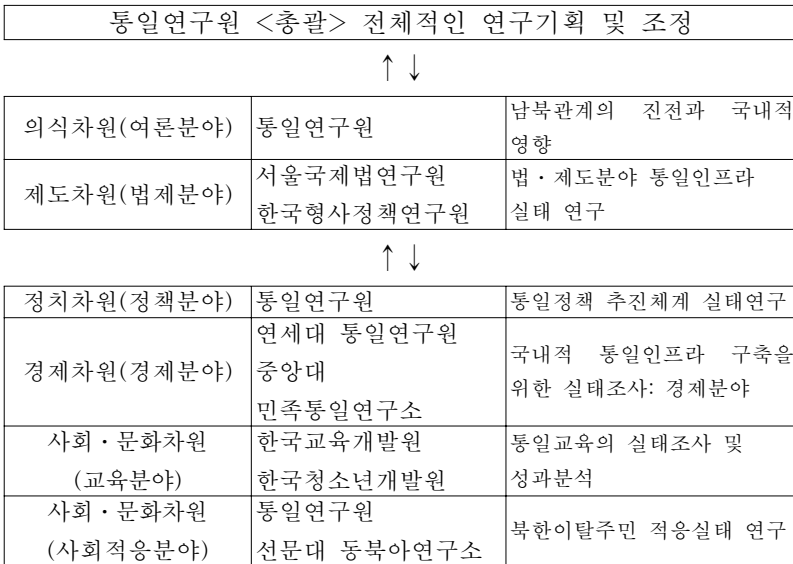 통일연구원 <총괄> 전체적인 연구기획 및 조정
↑ ↓
의식차원(여론분야)
통일연구원
남북관계의 진전과 국내적
영향
제도차원(법제분야)
서울국제법연구원
한국형사정책연구원
법・제도분야 통일인프라
실태 연구
↑ ↓
정치차원(정책분야)
통일연구원
통일정책 추진체계 실태연구
경제차원(경제분야)
연세대 통일연구원
중앙대
민족통일연구소
국내적 통일인프라 구축을
위한 실태조사: 경제분야
사회・문화차원
(교육분야)
한국교육개발원
한국청소년개발원
통일교육의 실태조사 및
성과분석
사회・문화차원
(사회적응분야)
통일연구원
선문대 동북아연구소
북한이탈주민 적응실태 연구